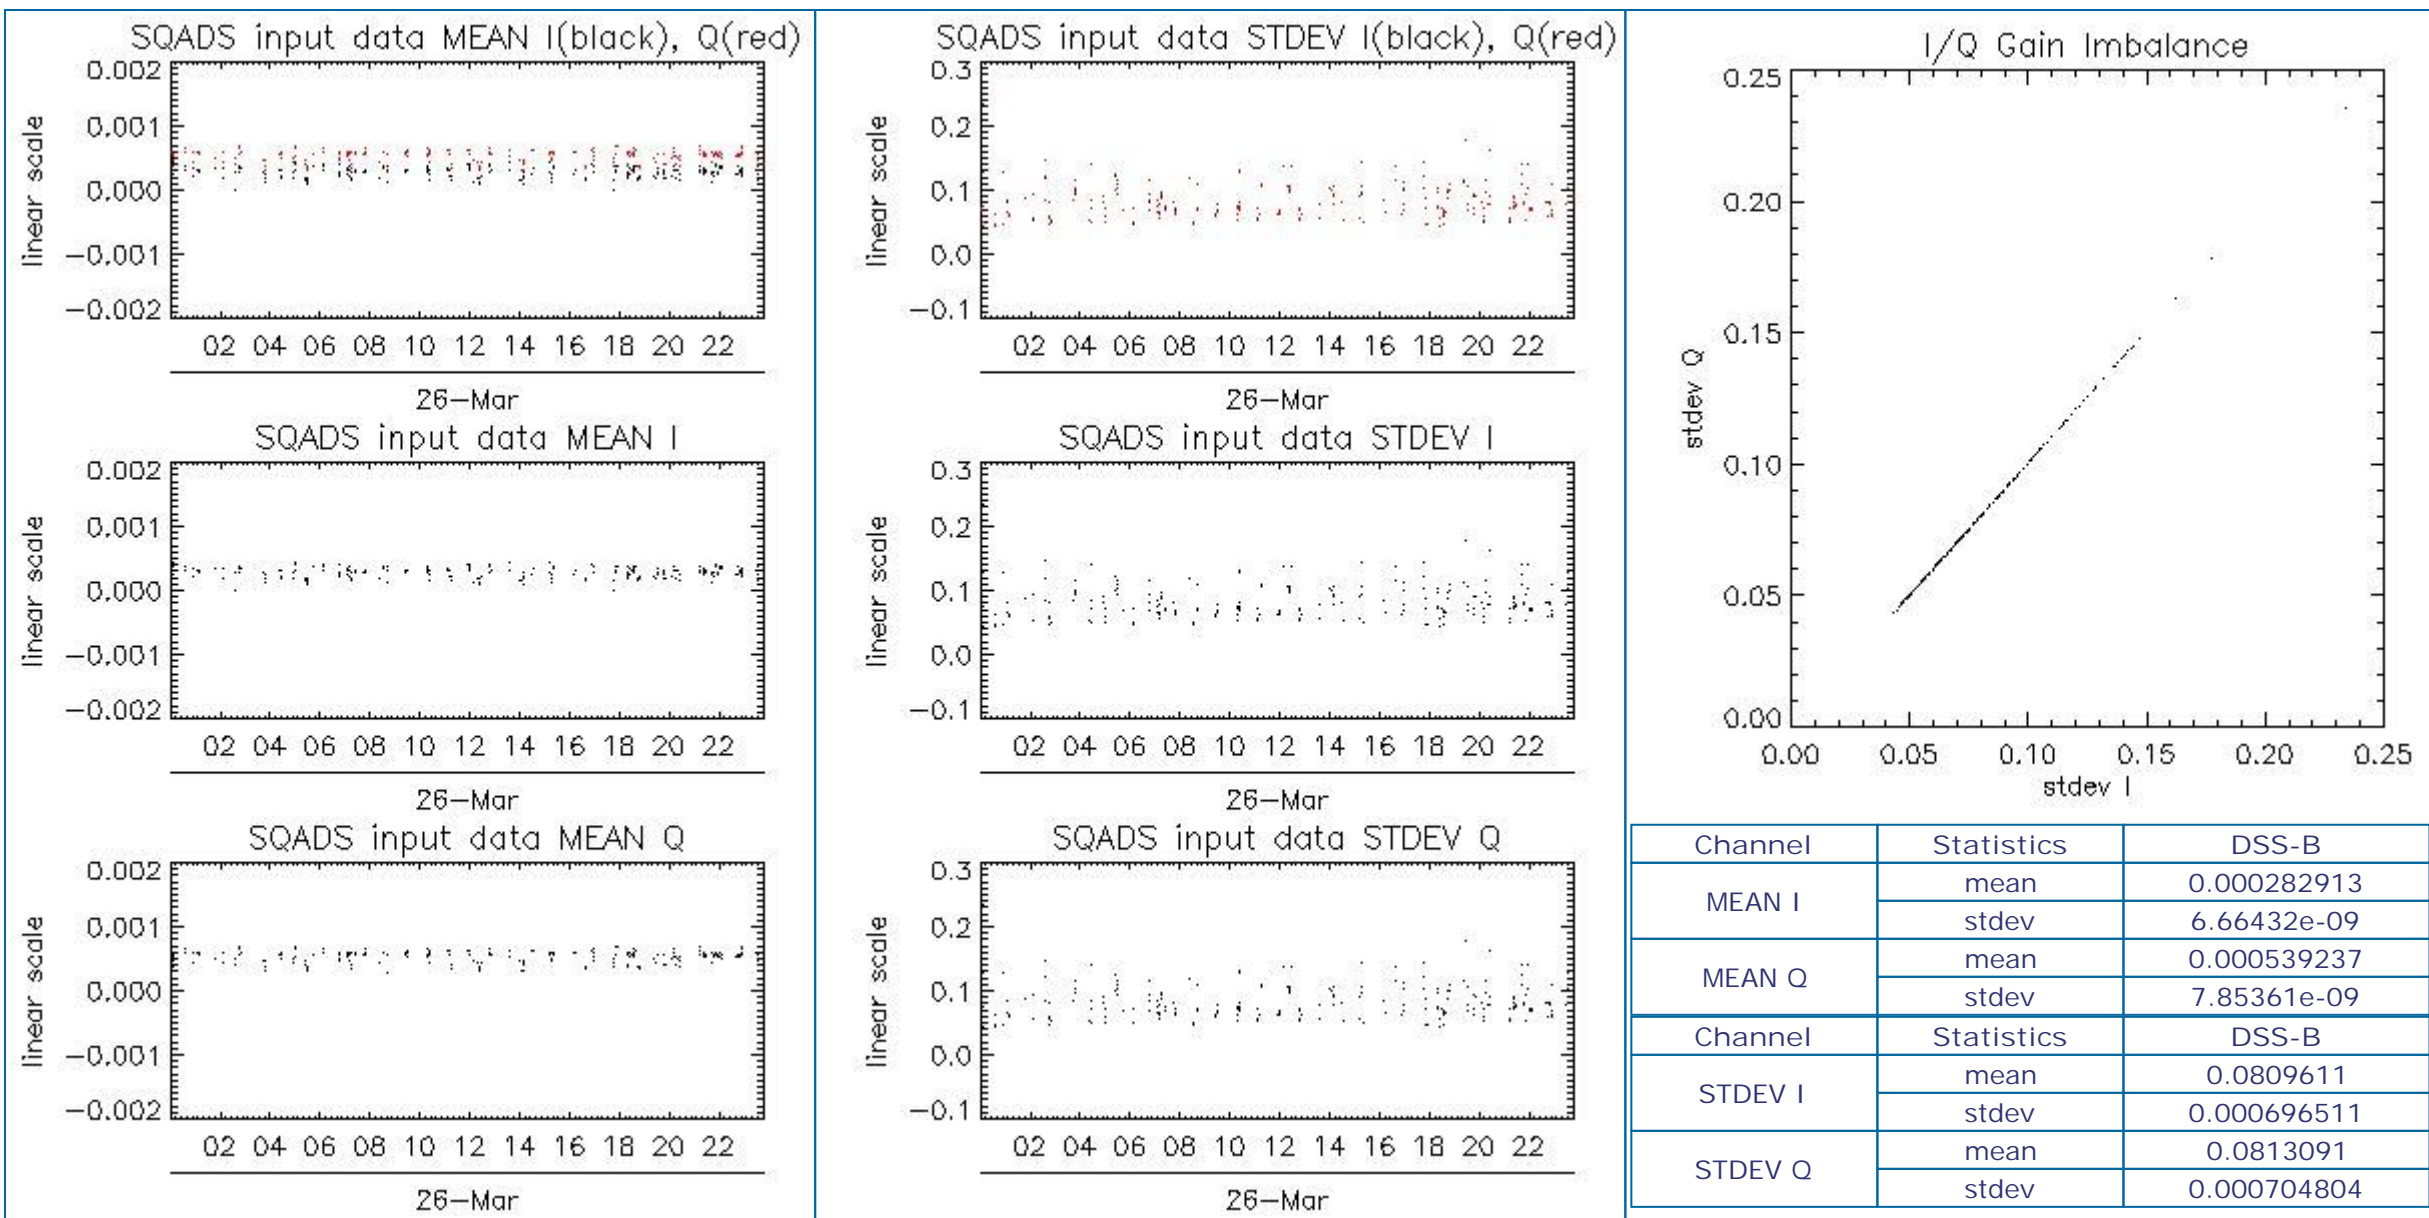 SQADS input data MEAN I(black), Q(red)
linear scale
0.002
0.001
0.000
−0.001
−0.002
02 04 06 08 10 12 14 16 18 20 22
26−Mar
SQADS input data MEAN I
linear scale
0.002
0.001
0.000
−0.001
−0.002
02 04 06 08 10 12 14 16 18 20 22
26−Mar
SQADS input data MEAN Q
linear scale
0.002
0.001
0.000
−0.001
−0.002
02 04 06 08 10 12 14 16 18 20 22
26−Mar
SQADS input data STDEV I(black), Q(red)
linear scale
0.3
0.2
0.1
0.0
−0.1
02 04 06 08 10 12 14 16 18 20 22
26−Mar
SQADS input data STDEV I
linear scale
0.3
0.2
0.1
0.0
−0.1
02 04 06 08 10 12 14 16 18 20 22
26−Mar
SQADS input data STDEV Q
linear scale
0.3
0.2
0.1
0.0
−0.1
02 04 06 08 10 12 14 16 18 20 22
26−Mar
I/Q Gain Imbalance
stdev Q
0.25
0.20
0.15
0.10
0.05
0.00
0.00 0.05 0.10 0.15 0.20 0.25
stdev I
Channel Statistics DSS-B
MEAN I mean 0.000282913
stdev 6.66432e-09
MEAN Q mean 0.000539237
stdev 7.85361e-09
Channel Statistics DSS-B
STDEV I mean 0.0809611
stdev 0.000696511
STDEV Q mean 0.0813091
stdev 0.000704804